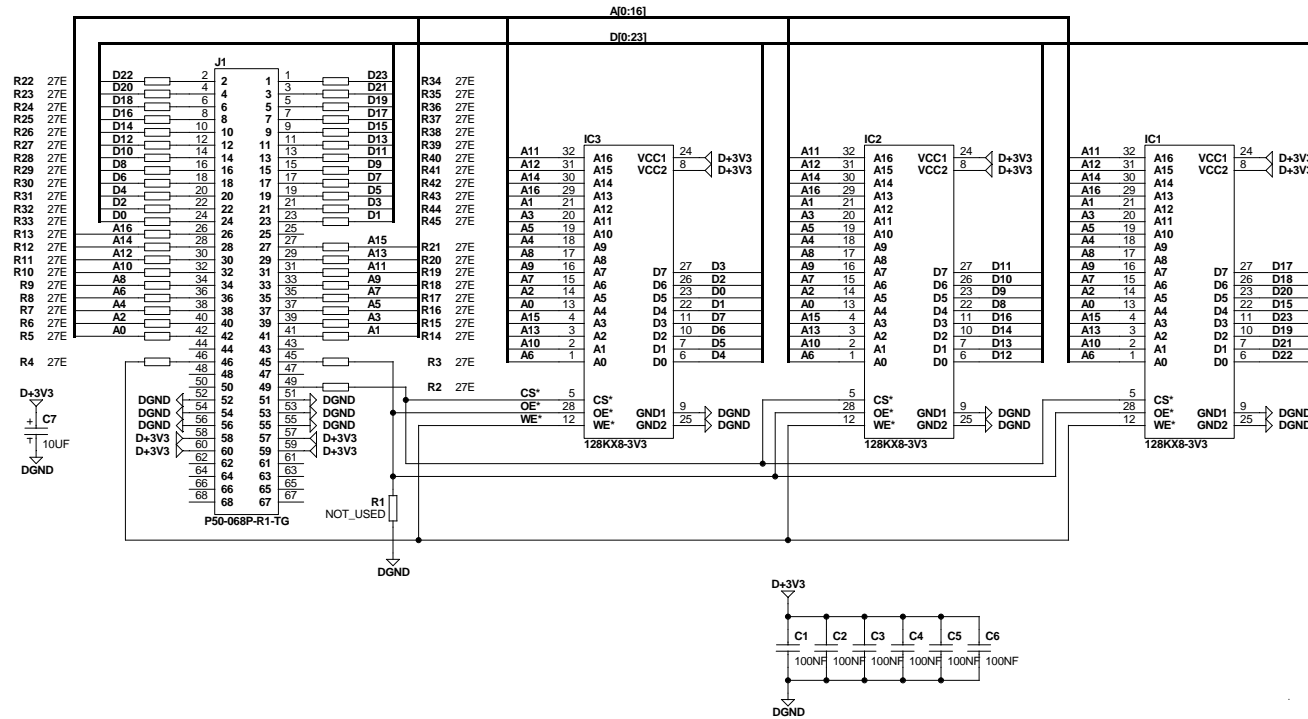 A[0:16]
D[0:23]
J1
R22 27E D22 2 2 1 1 D23 R34 27E
R23 27E D20 4 4 3 3 D21 R35 27E
R24 27E D18 6 6 5 5 D19 R36 27E
R25 27E D16 8 8 7 7 D17 R37 27E
R26 27E D14 10 10 9 9 D15 R38 27E
R27 27E D12 12 12 11 11 D13 R39 27E
R28 27E D10 14 14 13 13 D11 R40 27E
R29 27E D8 16 16 15 15 D9 R41 27E
R30 27E D6 18 18 17 17 D7 R42 27E
R31 27E D4 20 20 19 19 D5 R43 27E
R32 27E D2 22 22 21 21 D3 R44 27E
R33 27E D0 24 24 23 23 D1 R45 27E
R13 27E A16 26 26 25 25
R12 27E A14 28 28 27 27 A15 R21 27E
R11 27E A12 30 30 29 29 A13 R20 27E
R10 27E A10 32 32 31 31 A11 R19 27E
R9 27E A8 34 34 33 33 A9 R18 27E
R8 27E A6 36 36 35 35 A7 R17 27E
R7 27E A4 38 38 37 37 A5 R16 27E
R6 27E A2 40 40 39 39 A3 R15 27E
R5 27E A0 42 42 41 41 A1 R14 27E
44 44 43 43
R4 27E 46 46 45 45 R3 27E
48 48 47 47
50 50 49 49 R2 27E
DGND 52 52 51 51 DGND
DGND 54 54 53 53 DGND
DGND 56 56 55 55 DGND
D+3V3 58 58 57 57 D+3V3
D+3V3 60 60 59 59 D+3V3
62 62 61 61
64 64 63 63
66 66 65 65
68 68 67 67
P50-068P-R1-TG
D+3V3
+ C7
10UF
DGND
R1
NOT_USED
DGND
IC3
A11 32 A16 VCC1 24 D+3V3
A12 31 A15 VCC2 8 D+3V3
A14 30 A14
A16 29 A13
A1 21 A12
A3 20 A11
A5 19 A10
A4 18 A9
A8 17 A8
A9 16 A7 D7 27 D3
A7 15 A6 D6 26 D2
A2 14 A5 D5 23 D0
A0 13 A4 D4 22 D1
A15 4 A3 D3 11 D7
A13 3 A2 D2 10 D6
A10 2 A1 D1 7 D5
A6 1 A0 D0 6 D4
CS* 5 CS*
OE* 28 OE* GND1 9 DGND
WE* 12 WE* GND2 25 DGND
128KX8-3V3
IC2
A11 32 A16 VCC1 24 D+3V3
A12 31 A15 VCC2 8 D+3V3
A14 30 A14
A16 29 A13
A1 21 A12
A3 20 A11
A5 19 A10
A4 18 A9
A8 17 A8
A9 16 A7 D7 27 D11
A7 15 A6 D6 26 D10
A2 14 A5 D5 23 D9
A0 13 A4 D4 22 D8
A15 4 A3 D3 11 D16
A13 3 A2 D2 10 D14
A10 2 A1 D1 7 D13
A6 1 A0 D0 6 D12
5 CS*
28 OE* GND1 9 DGND
12 WE* GND2 25 DGND
128KX8-3V3
IC1
A11 32 A16 VCC1 24 D+3V3
A12 31 A15 VCC2 8 D+3V3
A14 30 A14
A16 29 A13
A1 21 A12
A3 20 A11
A5 19 A10
A4 18 A9
A8 17 A8
A9 16 A7 D7 27 D17
A7 15 A6 D6 26 D18
A2 14 A5 D5 23 D20
A0 13 A4 D4 22 D15
A15 4 A3 D3 11 D23
A13 3 A2 D2 10 D19
A10 2 A1 D1 7 D21
A6 1 A0 D0 6 D22
5 CS*
28 OE* GND1 9 DGND
12 WE* GND2 25 DGND
128KX8-3V3
D+3V3
C1 C2 C3 C4 C5 C6
100NF 100NF 100NF 100NF 100NF 100NF
DGND